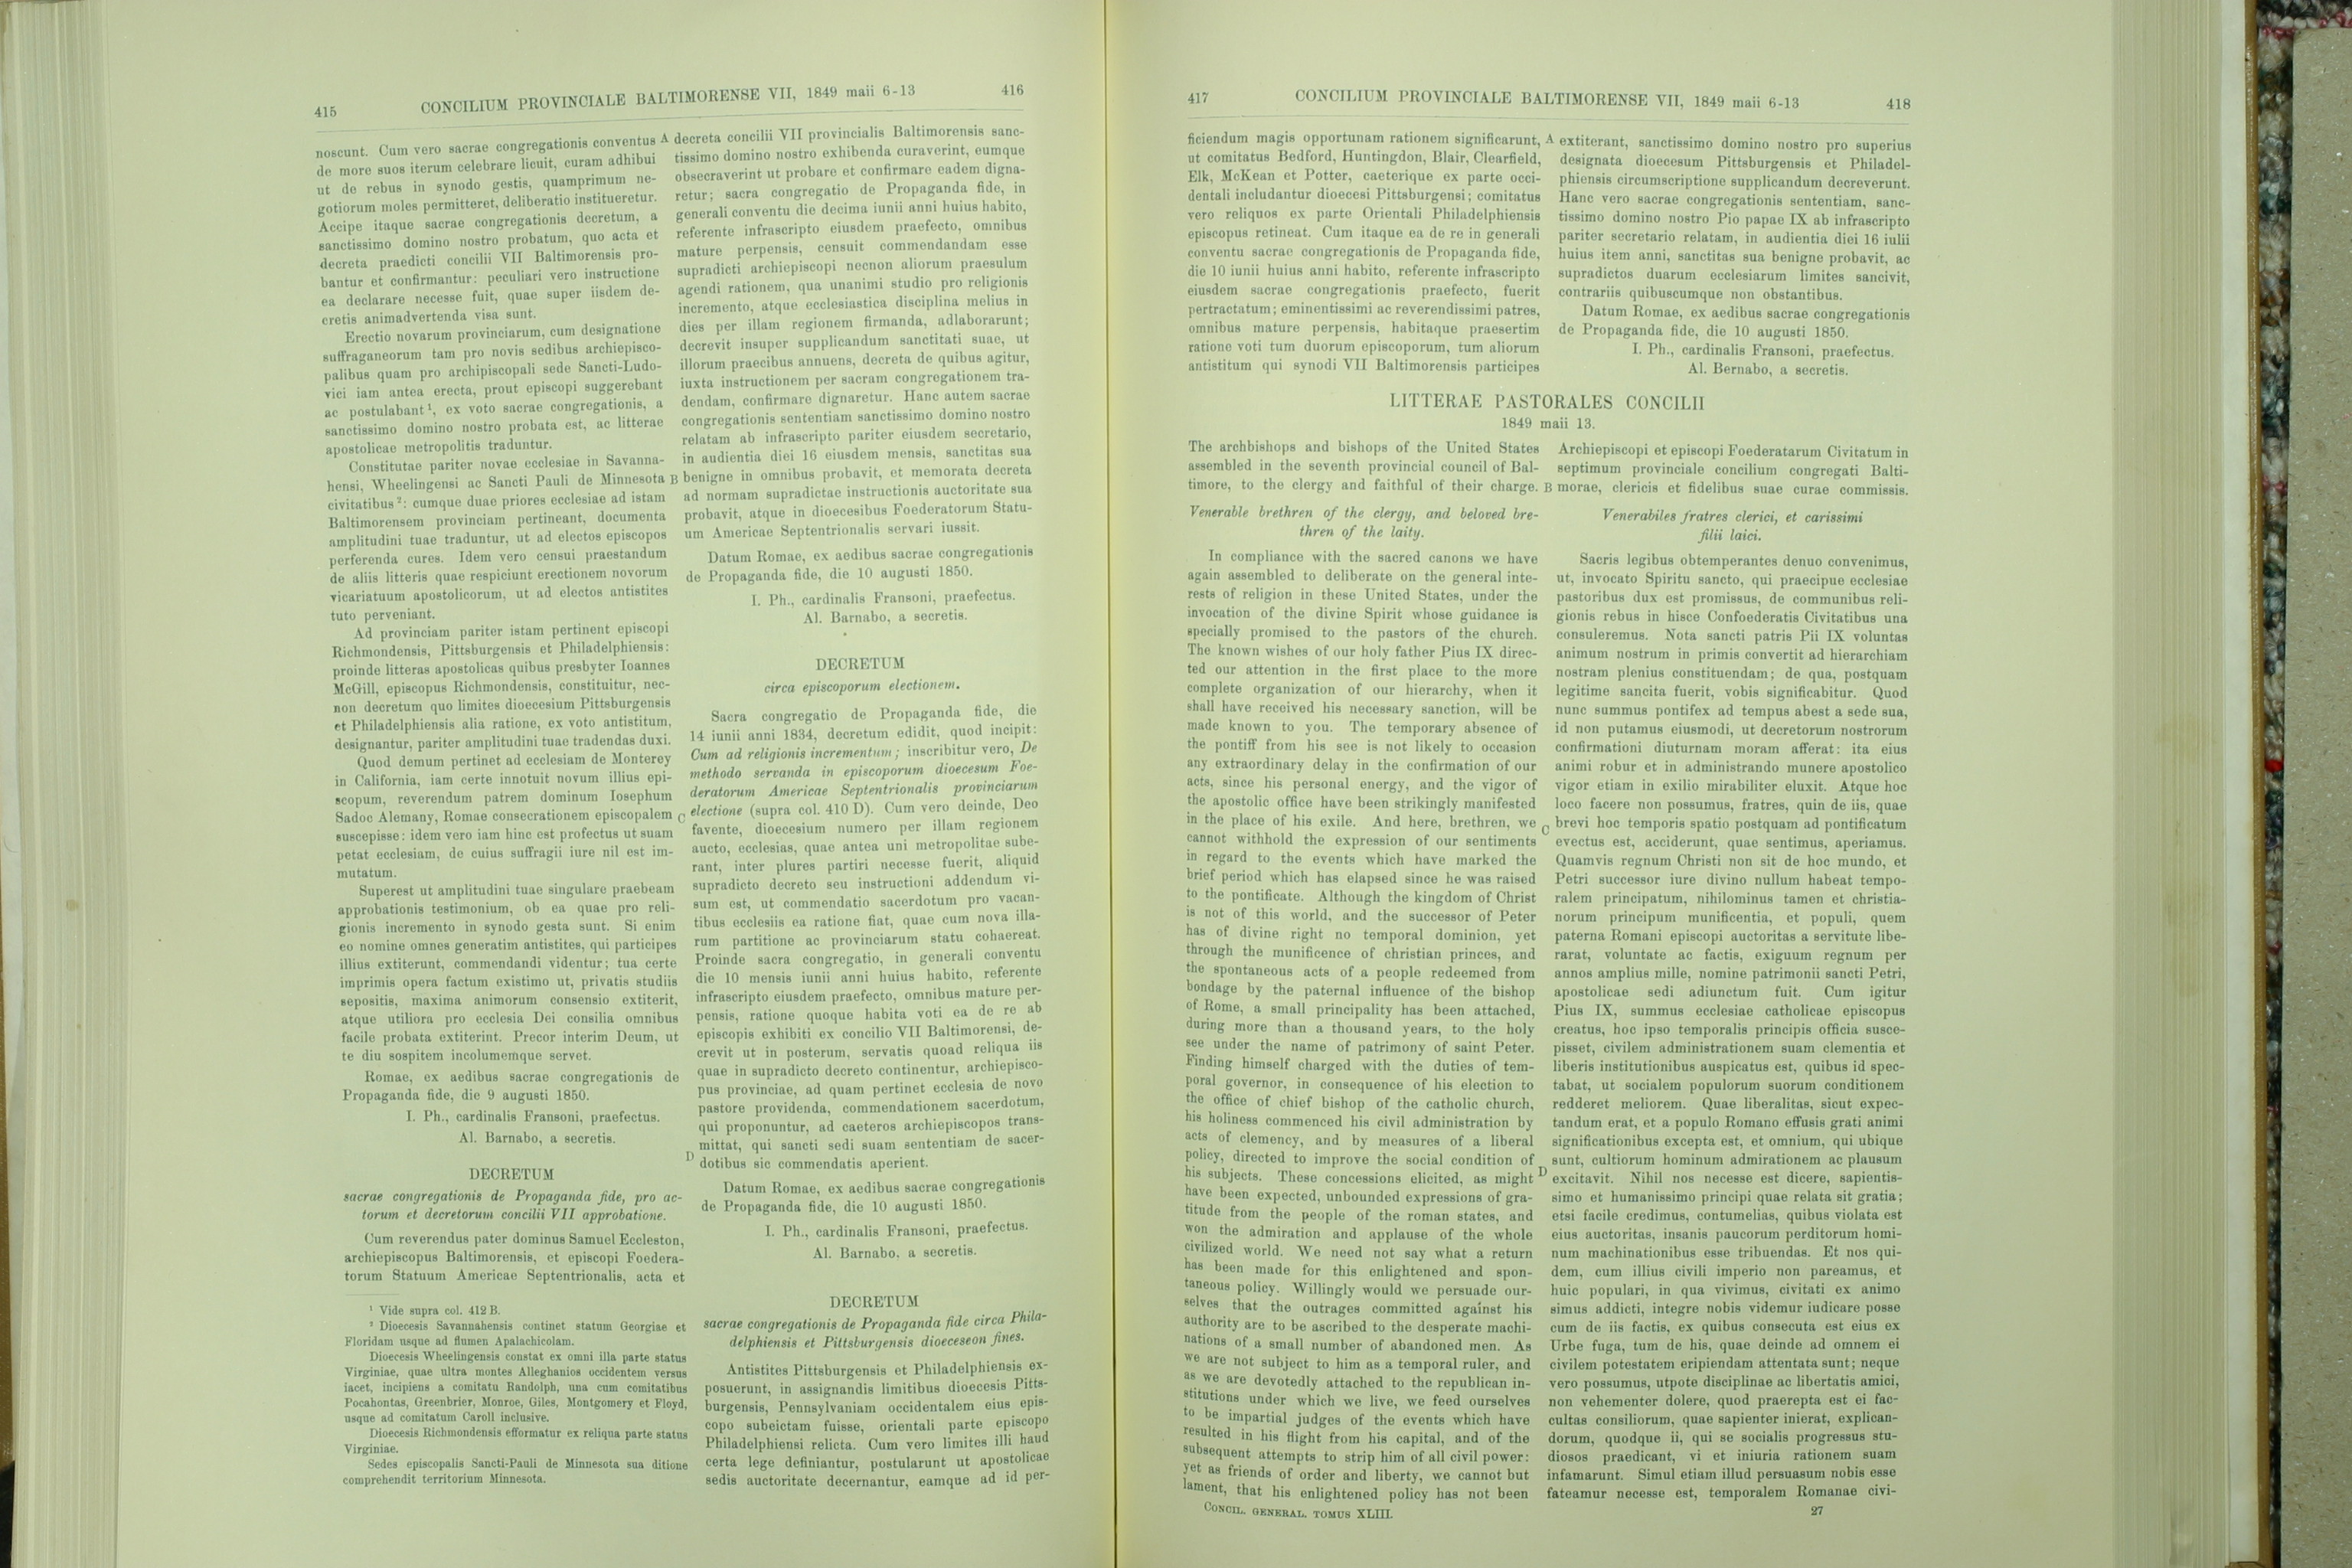 415
CONCILIUM PROVINCIALE BALTIMORENSE VII, 1849 maii 6-13
416
noscunt. Cum vero sacrae congregationis conventus
de more suos iterum celebrare licuit, curam adhibui
ut de rebus in synodo gestis, quamprimum ne-
gotiorum moles permitteret, deliberatio institueretur.
Accipe itaque sacrae congregationis decretum, a
sanctissimo domino nostro probatum, quo acta et
decreta praedicti concilii VII Baltimorensis pro-
bantur et confirmantur: peculiari vero instructione
ea declarare necesse fuit, quae super iisdem de-
cretis animadvertenda visa sunt.
Erectio novarum provinciarum, cum designatione
suffraganeorum tam pro novis sedibus archiepisco-
palibus quam pro archipiscopali sede Sancti-Ludo-
vici iam antea erecta, prout episcopi suggerebant
ac postulabant ¹, ex voto sacrae congregationis, a
sanctissimo domino nostro probata est, ac litterae
apostolicae metropolitis traduntur.
Constitutae pariter novae ecclesiae in Savanna-
hensi, Wheelingensi ac Sancti Pauli de Minnesota
civitatibus ²: cumque duae priores ecclesiae ad istam
Baltimorensem provinciam pertineant, documenta
amplitudini tuae traduntur, ut ad electos episcopos
perferenda cures. Idem vero censui praestandum
de aliis litteris quae respiciunt erectionem novorum
vicariatuum apostolicorum, ut ad electos antistites
tuto perveniant.
Ad provinciam pariter istam pertinent episcopi
Richmondensis, Pittsburgensis et Philadelphiensis:
proinde litteras apostolicas quibus presbyter Ioannes
McGill, episcopus Richmondensis, constituitur, nec-
non decretum quo limites dioecesium Pittsburgensis
et Philadelphiensis alia ratione, ex voto antistitum,
designantur, pariter amplitudini tuae tradendas duxi.
Quod demum pertinet ad ecclesiam de Monterey
in California, iam certe innotuit novum illius epi-
scopum, reverendum patrem dominum Iosephum
Sadoc Alemany, Romae consecrationem episcopalem
suscepisse: idem vero iam hinc est profectus ut suam
petat ecclesiam, de cuius suffragii iure nil est im-
mutatum.
Superest ut amplitudini tuae singulare praebeam
approbationis testimonium, ob ea quae pro reli-
gionis incremento in synodo gesta sunt. Si enim
eo nomine omnes generatim antistites, qui participes
illius extiterunt, commendandi videntur; tua certe
imprimis opera factum existimo ut, privatis studiis
sepositis, maxima animorum consensio extiterit,
atque utiliora pro ecclesia Dei consilia omnibus
facile probata extiterint. Precor interim Deum, ut
te diu sospitem incolumemque servet.
Romae, ex aedibus sacrae congregationis de
Propaganda fide, die 9 augusti 1850.
I. Ph., cardinalis Fransoni, praefectus.
Al. Barnabo, a secretis.
DECRETUM
sacrae congregationis de Propaganda fide, pro ac-
torum et decretorum concilii VII approbatione.
Cum reverendus pater dominus Samuel Eccleston,
archiepiscopus Baltimorensis, et episcopi Foedera-
torum Statuum Americae Septentrionalis, acta et
¹ Vide supra col. 412 B.
² Dioecesis Savannahensis continet statum Georgiae et
Floridam usque ad flumen Apalachicolam.
Dioecesis Wheelingensis constat ex omni illa parte status
Virginiae, quae ultra montes Alleghanios occidentem versus
iacet, incipiens a comitatu Randolph, una cum comitatibus
Pocahontas, Greenbrier, Monroe, Giles, Montgomery et Floyd,
usque ad comitatum Caroll inclusive.
Dioecesis Richmondensis efformatur ex reliqua parte status
Virginiae.
Sedes episcopalis Sancti-Pauli de Minnesota sua ditione
comprehendit territorium Minnesota.
A
B
C
D
decreta concilii VII provincialis Baltimorensis sanc-
tissimo domino nostro exhibenda curaverint, eumque
obsecraverint ut probare et confirmare eadem digna-
retur; sacra congregatio de Propaganda fide, in
generali conventu die decima iunii anni huius habito,
referente infrascripto eiusdem praefecto, omnibus
mature perpensis, censuit commendandam esse
supradicti archiepiscopi necnon aliorum praesulum
agendi rationem, qua unanimi studio pro religionis
incremento, atque ecclesiastica disciplina melius in
dies per illam regionem firmanda, adlaborarunt;
decrevit insuper supplicandum sanctitati suae, ut
illorum praecibus annuens, decreta de quibus agitur,
iuxta instructionem per sacram congregationem tra-
dendam, confirmare dignaretur. Hanc autem sacrae
congregationis sententiam sanctissimo domino nostro
relatam ab infrascripto pariter eiusdem secretario,
in audientia diei 16 eiusdem mensis, sanctitas sua
benigne in omnibus probavit, et memorata decreta
ad normam supradictae instructionis auctoritate sua
probavit, atque in dioecesibus Foederatorum Statu-
um Americae Septentrionalis servari iussit.
Datum Romae, ex aedibus sacrae congregationis
de Propaganda fide, die 10 augusti 1850.
I. Ph., cardinalis Fransoni, praefectus.
Al. Barnabo, a secretis.
DECRETUM
circa episcoporum electionem.
Sacra congregatio de Propaganda fide, die
14 iunii anni 1834, decretum edidit, quod incipit:
Cum ad religionis incrementum; inscribitur vero, De
methodo servanda in episcoporum dioecesum Foe-
deratorum Americae Septentrionalis provinciarum
electione (supra col. 410 D). Cum vero deinde, Deo
favente, dioecesium numero per illam regionem
aucto, ecclesias, quae antea uni metropolitae sube-
rant, inter plures partiri necesse fuerit, aliquid
supradicto decreto seu instructioni addendum vi-
sum est, ut commendatio sacerdotum pro vacan-
tibus ecclesiis ea ratione fiat, quae cum nova illa-
rum partitione ac provinciarum statu cohaereat.
Proinde sacra congregatio, in generali conventu
die 10 mensis iunii anni huius habito, referente
infrascripto eiusdem praefecto, omnibus mature per-
pensis, ratione quoque habita voti ea de re ab
episcopis exhibiti ex concilio VII Baltimorensi, de-
crevit ut in posterum, servatis quoad reliqua iis
quae in supradicto decreto continentur, archiepisco-
pus provinciae, ad quam pertinet ecclesia de novo
pastore providenda, commendationem sacerdotum,
qui proponuntur, ad caeteros archiepiscopos trans-
mittat, qui sancti sedi suam sententiam de sacer-
dotibus sic commendatis aperient.
Datum Romae, ex aedibus sacrae congregationis
de Propaganda fide, die 10 augusti 1850.
I. Ph., cardinalis Fransoni, praefectus.
Al. Barnabo. a secretis.
DECRETUM
sacrae congregationis de Propaganda fide circa Phila-
delphiensis et Pittsburgensis dioeceseon fines.
Antistites Pittsburgensis et Philadelphiensis ex-
posuerunt, in assignandis limitibus dioecesis Pitts-
burgensis, Pennsylvaniam occidentalem eius epis-
copo subeictam fuisse, orientali parte episcopo
Philadelphiensi relicta. Cum vero limites illi haud
certa lege definiantur, postularunt ut apostolicae
sedis auctoritate decernantur, eamque ad id per-
417
CONCILIUM PROVINCIALE BALTIMORENSE VII, 1849 maii 6-13
418
ficiendum magis opportunam rationem significarunt,
ut comitatus Bedford, Huntingdon, Blair, Clearfield,
Elk, McKean et Potter, caeterique ex parte occi-
dentali includantur dioecesi Pittsburgensi; comitatus
vero reliquos ex parte Orientali Philadelphiensis
episcopus retineat. Cum itaque ea de re in generali
conventu sacrae congregationis de Propaganda fide,
die 10 iunii huius anni habito, referente infrascripto
eiusdem sacrae congregationis praefecto, fuerit
pertractatum; eminentissimi ac reverendissimi patres,
omnibus mature perpensis, habitaque praesertim
ratione voti tum duorum episcoporum, tum aliorum
antistitum qui synodi VII Baltimorensis participes
A
extiterant, sanctissimo domino nostro pro superius
designata dioecesum Pittsburgensis et Philadel-
phiensis circumscriptione supplicandum decreverunt.
Hanc vero sacrae congregationis sententiam, sanc-
tissimo domino nostro Pio papae IX ab infrascripto
pariter secretario relatam, in audientia diei 16 iulii
huius item anni, sanctitas sua benigne probavit, ac
supradictos duarum ecclesiarum limites sancivit,
contrariis quibuscumque non obstantibus.
Datum Romae, ex aedibus sacrae congregationis
de Propaganda fide, die 10 augusti 1850.
I. Ph., cardinalis Fransoni, praefectus.
Al. Bernabo, a secretis.
LITTERAE PASTORALES CONCILII
1849 maii 13.
The archbishops and bishops of the United States
assembled in the seventh provincial council of Bal-
timore, to the clergy and faithful of their charge.
Venerable brethren of the clergy, and beloved bre-
thren of the laity.
In compliance with the sacred canons we have
again assembled to deliberate on the general inte-
rests of religion in these United States, under the
invocation of the divine Spirit whose guidance is
specially promised to the pastors of the church.
The known wishes of our holy father Pius IX direc-
ted our attention in the first place to the more
complete organization of our hierarchy, when it
shall have received his necessary sanction, will be
made known to you. The temporary absence of
the pontiff from his see is not likely to occasion
any extraordinary delay in the confirmation of our
acts, since his personal energy, and the vigor of
the apostolic office have been strikingly manifested
in the place of his exile. And here, brethren, we
cannot withhold the expression of our sentiments
in regard to the events which have marked the
brief period which has elapsed since he was raised
to the pontificate. Although the kingdom of Christ
is not of this world, and the successor of Peter
has of divine right no temporal dominion, yet
through the munificence of christian princes, and
the spontaneous acts of a people redeemed from
bondage by the paternal influence of the bishop
of Rome, a small principality has been attached,
during more than a thousand years, to the holy
see under the name of patrimony of saint Peter.
Finding himself charged with the duties of tem-
poral governor, in consequence of his election to
the office of chief bishop of the catholic church,
his holiness commenced his civil administration by
acts of clemency, and by measures of a liberal
policy, directed to improve the social condition of
his subjects. These concessions elicited, as might
have been expected, unbounded expressions of gra-
titude from the people of the roman states, and
won the admiration and applause of the whole
civilized world. We need not say what a return
has been made for this enlightened and spon-
taneous policy. Willingly would we persuade our-
selves that the outrages committed against his
authority are to be ascribed to the desperate machi-
nations of a small number of abandoned men. As
we are not subject to him as a temporal ruler, and
as we are devotedly attached to the republican in-
stitutions under which we live, we feed ourselves
to be impartial judges of the events which have
resulted in his flight from his capital, and of the
subsequent attempts to strip him of all civil power:
yet as friends of order and liberty, we cannot but
lament, that his enlightened policy has not been
B
C
D
Archiepiscopi et episcopi Foederatarum Civitatum in
septimum provinciale concilium congregati Balti-
morae, clericis et fidelibus suae curae commissis.
Venerabiles fratres clerici, et carissimi
filii laici.
Sacris legibus obtemperantes denuo convenimus,
ut, invocato Spiritu sancto, qui praecipue ecclesiae
pastoribus dux est promissus, de communibus reli-
gionis rebus in hisce Confoederatis Civitatibus una
consuleremus. Nota sancti patris Pii IX voluntas
animum nostrum in primis convertit ad hierarchiam
nostram plenius constituendam; de qua, postquam
legitime sancita fuerit, vobis significabitur. Quod
nunc summus pontifex ad tempus abest a sede sua,
id non putamus eiusmodi, ut decretorum nostrorum
confirmationi diuturnam moram afferat: ita eius
animi robur et in administrando munere apostolico
vigor etiam in exilio mirabiliter eluxit. Atque hoc
loco facere non possumus, fratres, quin de iis, quae
brevi hoc temporis spatio postquam ad pontificatum
evectus est, acciderunt, quae sentimus, aperiamus.
Quamvis regnum Christi non sit de hoc mundo, et
Petri successor iure divino nullum habeat tempo-
ralem principatum, nihilominus tamen et christia-
norum principum munificentia, et populi, quem
paterna Romani episcopi auctoritas a servitute libe-
rarat, voluntate ac factis, exiguum regnum per
annos amplius mille, nomine patrimonii sancti Petri,
apostolicae sedi adiunctum fuit. Cum igitur
Pius IX, summus ecclesiae catholicae episcopus
creatus, hoc ipso temporalis principis officia susce-
pisset, civilem administrationem suam clementia et
liberis institutionibus auspicatus est, quibus id spec-
tabat, ut socialem populorum suorum conditionem
redderet meliorem. Quae liberalitas, sicut expec-
tandum erat, et a populo Romano effusis grati animi
significationibus excepta est, et omnium, qui ubique
sunt, cultiorum hominum admirationem ac plausum
excitavit. Nihil nos necesse est dicere, sapientis-
simo et humanissimo principi quae relata sit gratia;
etsi facile credimus, contumelias, quibus violata est
eius auctoritas, insanis paucorum perditorum homi-
num machinationibus esse tribuendas. Et nos qui-
dem, cum illius civili imperio non pareamus, et
huic populari, in qua vivimus, civitati ex animo
simus addicti, integre nobis videmur iudicare posse
cum de iis factis, ex quibus consecuta est eius ex
Urbe fuga, tum de his, quae deinde ad omnem ei
civilem potestatem eripiendam attentata sunt; neque
vero possumus, utpote disciplinae ac libertatis amici,
non vehementer dolere, quod praerepta est ei fac-
cultas consiliorum, quae sapienter inierat, explican-
dorum, quodque ii, qui se socialis progressus stu-
diosos praedicant, vi et iniuria rationem suam
infamarunt. Simul etiam illud persuasum nobis esse
fateamur necesse est, temporalem Romanae civi-
CONCIL. GENERAL. TOMUS XLIII.
27